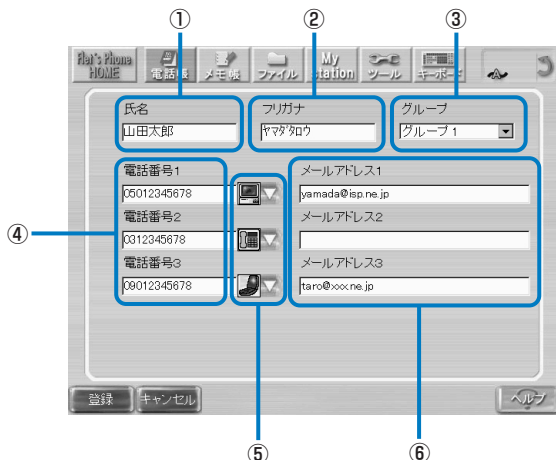 ① ② ③
Flet's Phone HOME 電話帳 メモ帳 ファイル My Station ツール キーボード
氏名 フリガナ グループ
山田太郎 ヤマダタロウ グループ 1
電話番号1 メールアドレス1
05012345678 yamada@isp.ne.jp
電話番号2 メールアドレス2
④ 0312345678
電話番号3 メールアドレス3
09012345678 taro@xxx.ne.jp
登録 キャンセル ヘルプ
⑤ ⑥